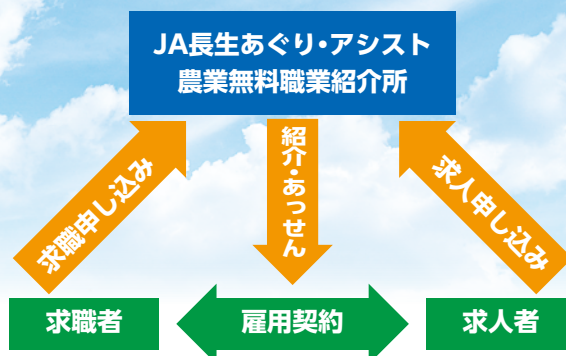 JA長生あぐり・アシスト
農業無料職業紹介所
求職申し込み
紹介・あっせん
求人申し込み
求職者
雇用契約
求人者